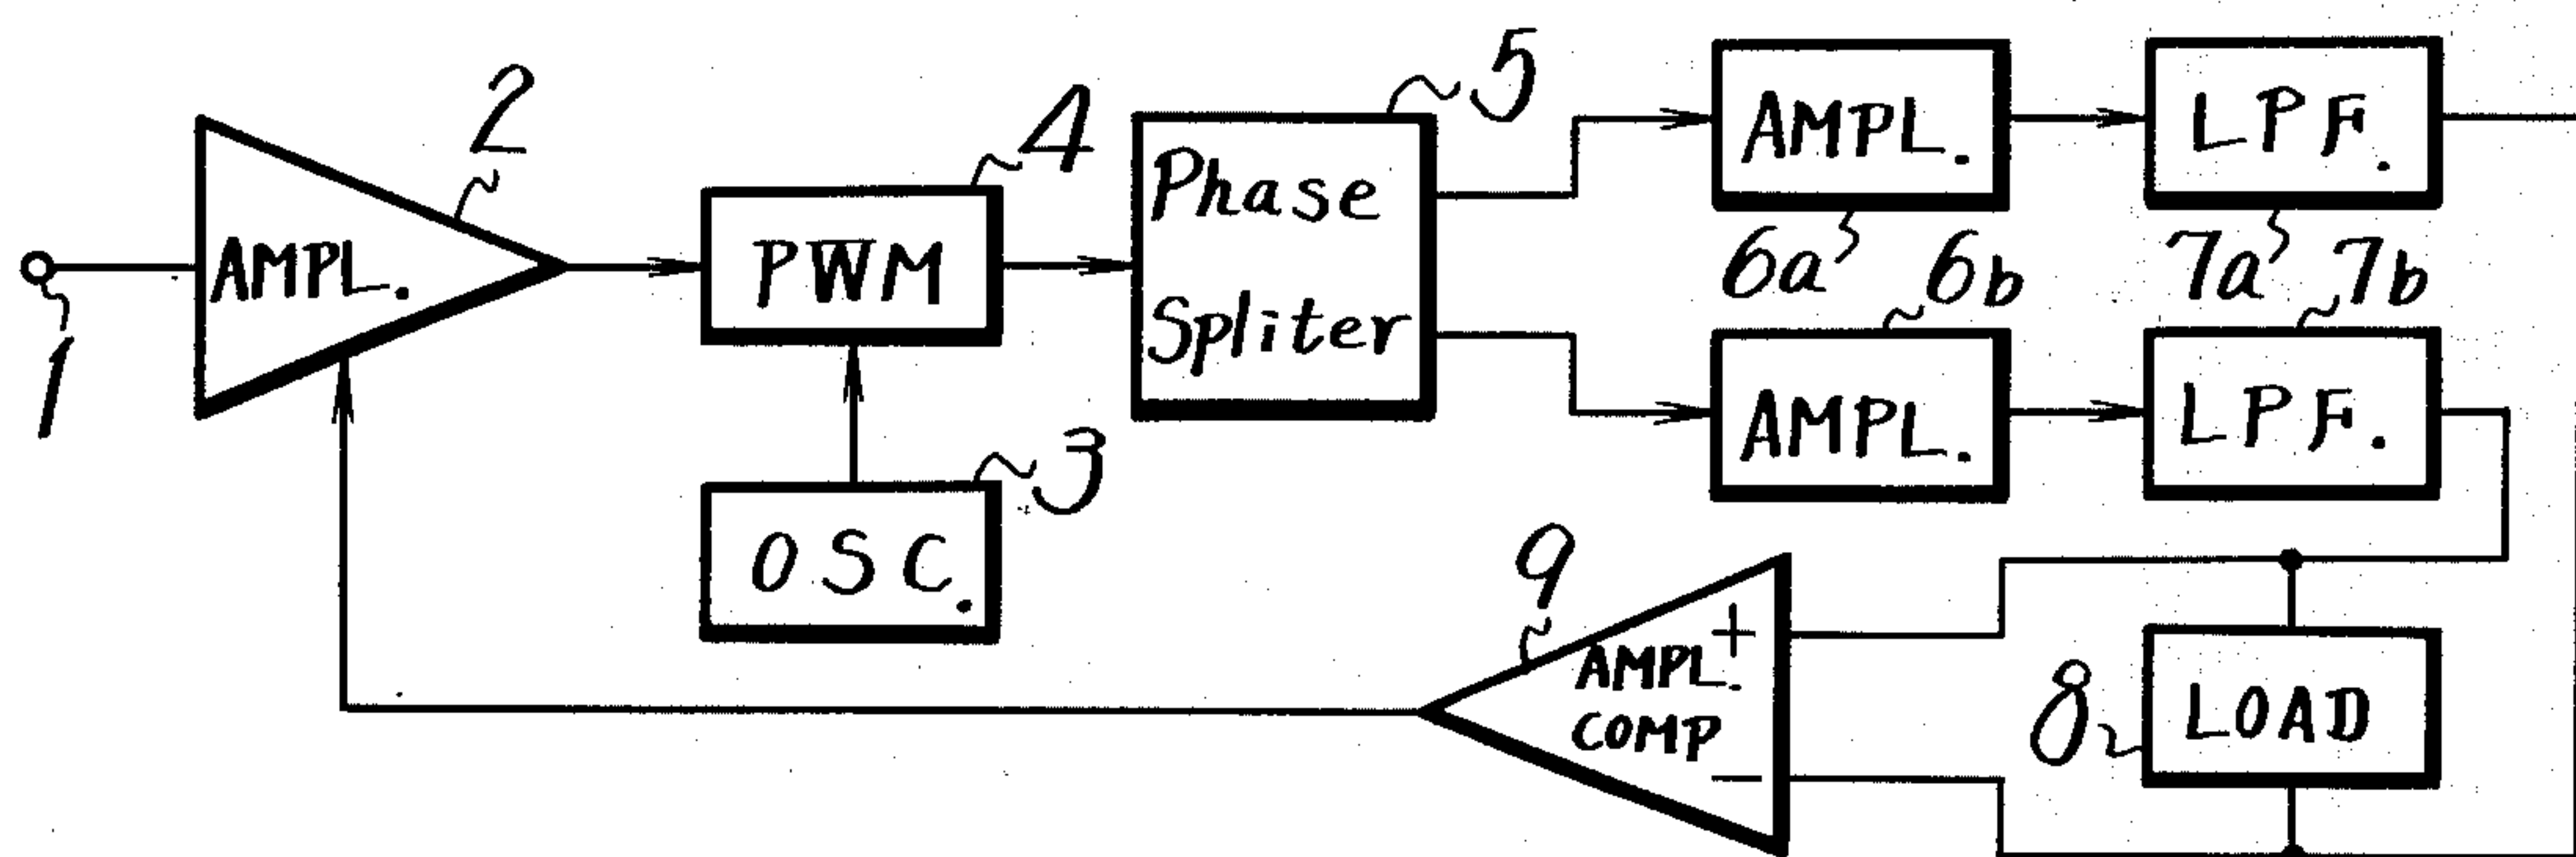 2
5
AMPL.
LPF.
4
Phase
Spliter
AMPL.
PWM
6a
6b
7a
7b
1
3
AMPL.
LPF.
OSC.
9
+
AMPL.
COMP
-
8
LOAD